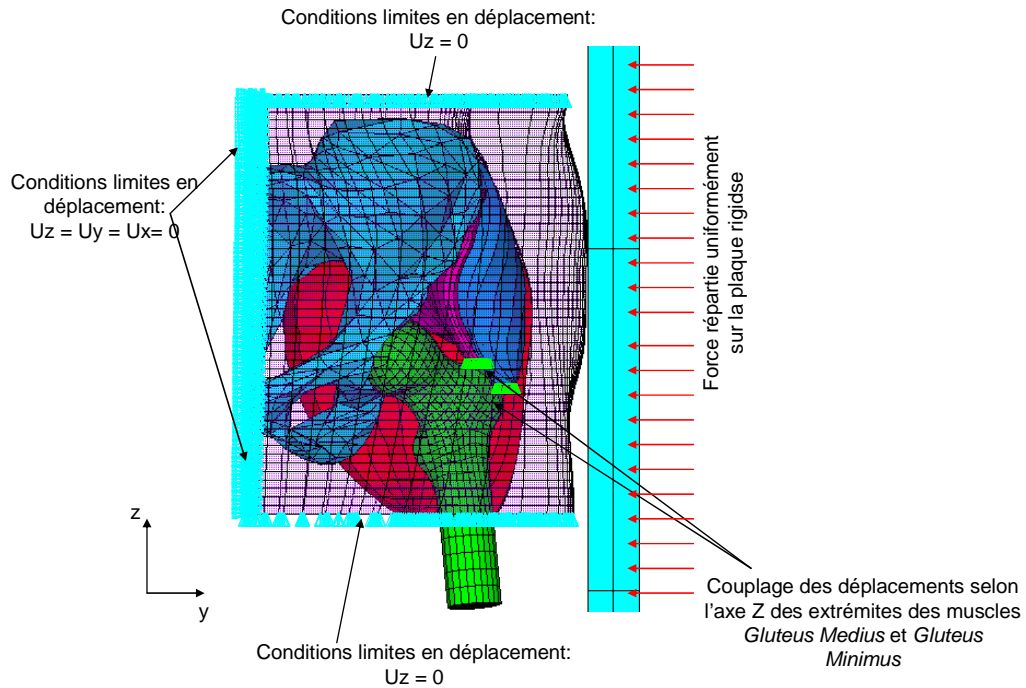 Conditions limites en déplacement:
Uz = 0
Conditions limites en
déplacement:
Uz = Uy = Ux= 0
Force répartie uniformément
sur la plaque rigidse
z
y
Couplage des déplacements selon
l'axe Z des extrémites des muscles
Gluteus Medius et Gluteus
Minimus
Conditions limites en déplacement:
Uz = 0